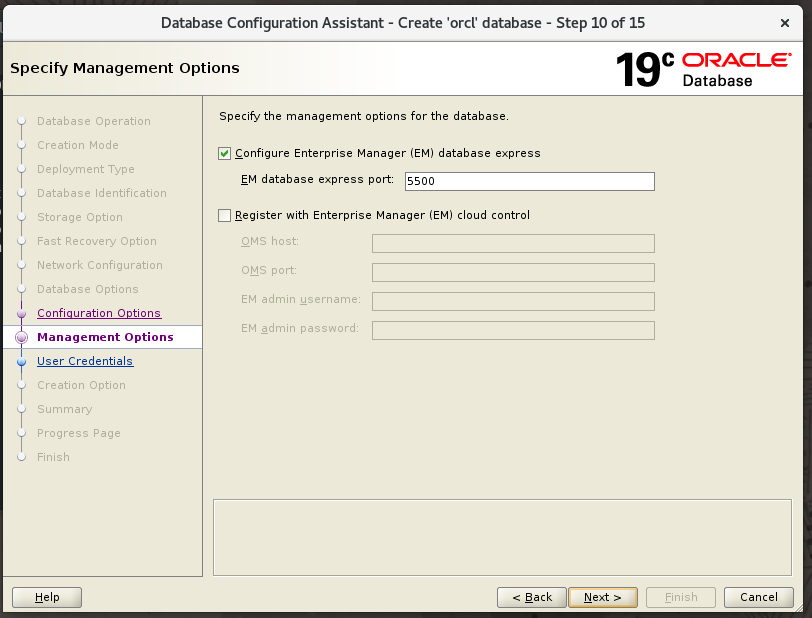 Database Configuration Assistant - Create 'orcl' database - Step 10 of 15
Specify Management Options
19c ORACLE
Database
Database Operation
Creation Mode
Deployment Type
Database Identification
Storage Option
Fast Recovery Option
Network Configuration
Database Options
Configuration Options
Management Options
User Credentials
Creation Option
Summary
Progress Page
Finish
Specify the management options for the database.
Configure Enterprise Manager (EM) database express
EM database express port: 5500
Register with Enterprise Manager (EM) cloud control
OMS host:
OMS port:
EM admin username:
EM admin password:
Help
< Back
Next >
Finish
Cancel